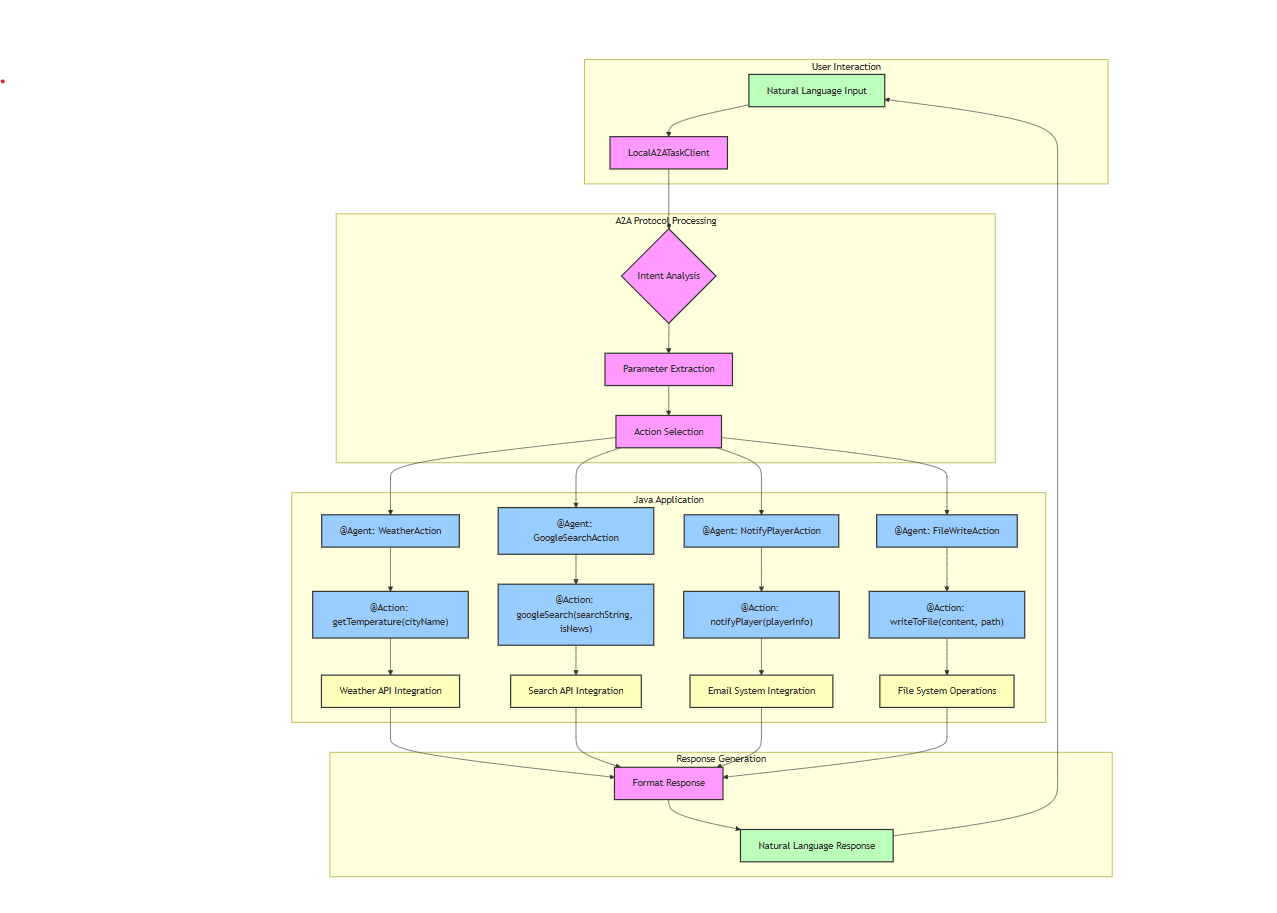 User Interaction
Natural Language Input
LocalA2ATaskClient
A2A Protocol Processing
Intent Analysis
Parameter Extraction
Action Selection
Java Application
@Agent: WeatherAction
@Agent:
GoogleSearchAction
@Agent: NotifyPlayerAction
@Agent: FileWriteAction
@Action:
getTemperature(cityName)
@Action:
googleSearch(searchString,
isNews)
@Action:
notifyPlayer(playerInfo)
@Action:
writeToFile(content, path)
Weather API Integration
Search API Integration
Email System Integration
File System Operations
Response Generation
Format Response
Natural Language Response